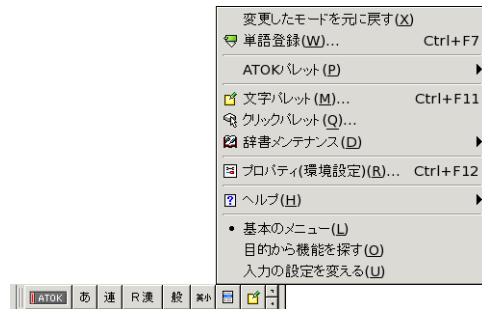 変更したモードを元に戻す(X)
単語登録(W)... Ctrl+F7
ATOKパレット(P)
文字パレット(M)... Ctrl+F11
クリックパレット(Q)...
辞書メンテナンス(D)
プロパティ(環境設定)(R)... Ctrl+F12
ヘルプ(H)
基本のメニュー(L)
目的から機能を探す(O)
入力の設定を変える(U)
ATOK あ 連 R漢 般 英小